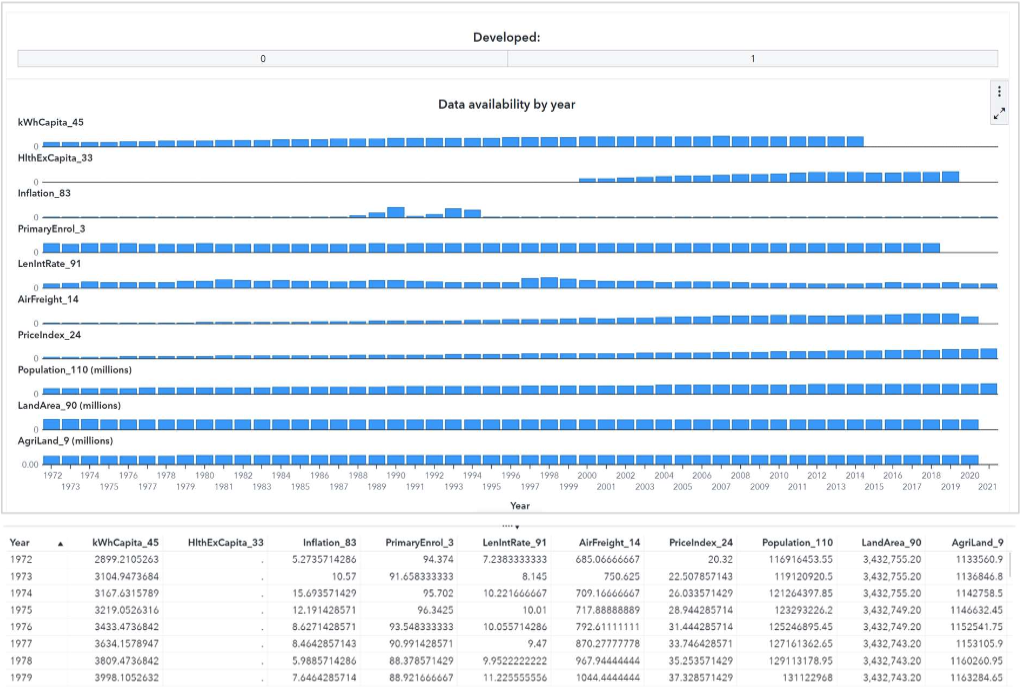 Developed:
0 1
Data availability by year
kWhCapita_45
0
HlthExCapita_33
0
Inflation_83
0
PrimaryEnrol_3
0
LenIntRate_91
0
AirFreight_14
0
PriceIndex_24
0
Population_110 (millions)
0
LandArea_90 (millions)
0
AgriLand_9 (millions)
0.00
1972 1974 1976 1978 1980 1982 1984 1986 1988 1990 1992 1994 1996 1998 2000 2002 2004 2006 2008 2010 2012 2014 2016 2018 2020
1973 1975 1977 1979 1981 1983 1985 1987 1989 1991 1993 1995 1997 1999 2001 2003 2005 2007 2009 2011 2013 2015 2017 2019 2021
Year
Year kWhCapita_45 HlthExCapita_33 Inflation_83 PrimaryEnrol_3 LenIntRate_91 AirFreight_14 PriceIndex_24 Population_110 LandArea_90 AgriLand_9
1972 2899.2105263 . 5.2735714286 94.374 7.2383333333 685.06666667 20.32 116916453.55 3,432,755.20 1133560.9
1973 3104.9473684 . 10.57 91.658333333 8.145 750.625 22.507857143 119120920.5 3,432,755.20 1136846.8
1974 3167.6315789 . 15.693571429 95.702 10.221666667 709.16666667 26.033571429 121264397.85 3,432,755.20 1142758.5
1975 3219.0526316 . 12.191428571 96.3425 10.01 717.88888889 28.944285714 123293226.2 3,432,749.20 1146632.45
1976 3433.4736842 . 8.6271428571 93.548333333 10.055714286 792.61111111 31.444285714 125246895.45 3,432,749.20 1152541.75
1977 3634.1578947 . 8.4642857143 90.991428571 9.47 870.27777778 33.746428571 127161362.65 3,432,743.20 1153105.9
1978 3809.4736842 . 5.9885714286 88.378571429 9.9522222222 967.94444444 35.253571429 129113178.95 3,432,743.20 1160260.95
1979 3998.1052632 . 7.6464285714 88.921666667 11.225555556 1044.4444444 37.328571429 131122968 3,432,743.20 1163284.65